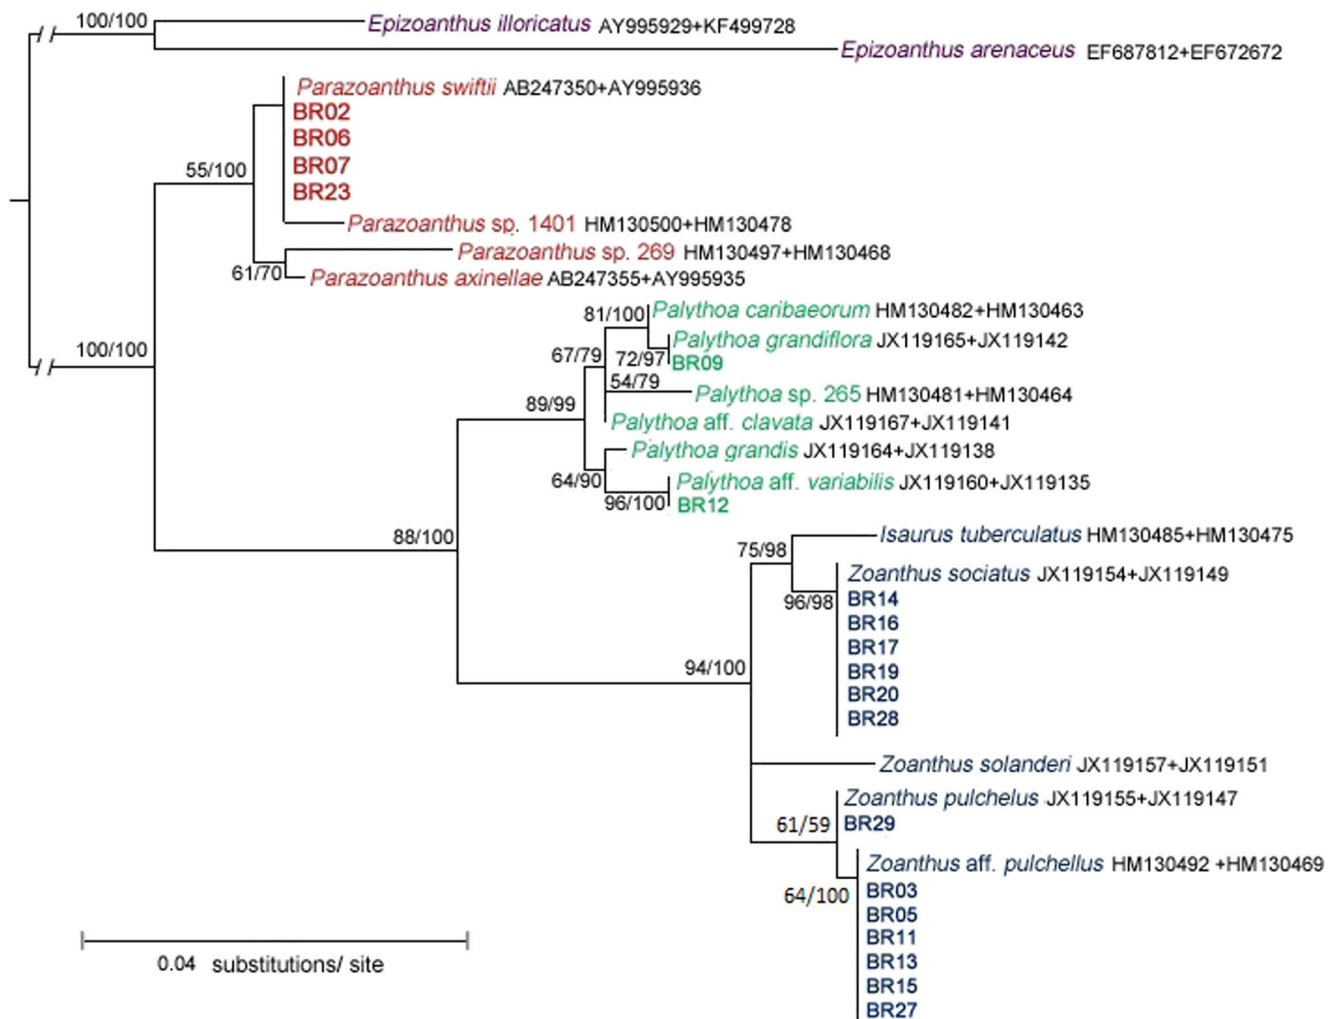 100/100
Epizoanthus illoricatus AY995929+KF499728
Epizoanthus arenaceus EF687812+EF672672
Parazoanthus swiftii AB247350+AY995936
BR02
BR06
BR07
55/100
BR23
Parazoanthus sp. 1401 HM130500+HM130478
Parazoanthus sp. 269 HM130497+HM130468
61/70
Parazoanthus axinellae AB247355+AY995935
81/100
Palythoa caribaeorum HM130482+HM130463
Palythoa grandiflora JX119165+JX119142
100/100
67/79
72/97
BR09
54/79
Palythoa sp. 265 HM130481+HM130464
89/99
Palythoa aff. clavata JX119167+JX119141
Palythoa grandis JX119164+JX119138
64/90
Palythoa aff. variabilis JX119160+JX119135
96/100
BR12
88/100
Isaurus tuberculatus HM130485+HM130475
75/98
Zoanthus sociatus JX119154+JX119149
96/98
BR14
BR16
BR17
BR19
BR20
BR28
94/100
Zoanthus solanderi JX119157+JX119151
Zoanthus pulchelus JX119155+JX119147
61/59
BR29
Zoanthus aff. pulchellus HM130492 +HM130469
64/100
BR03
BR05
BR11
BR13
BR15
BR27
0.04 substitutions/ site